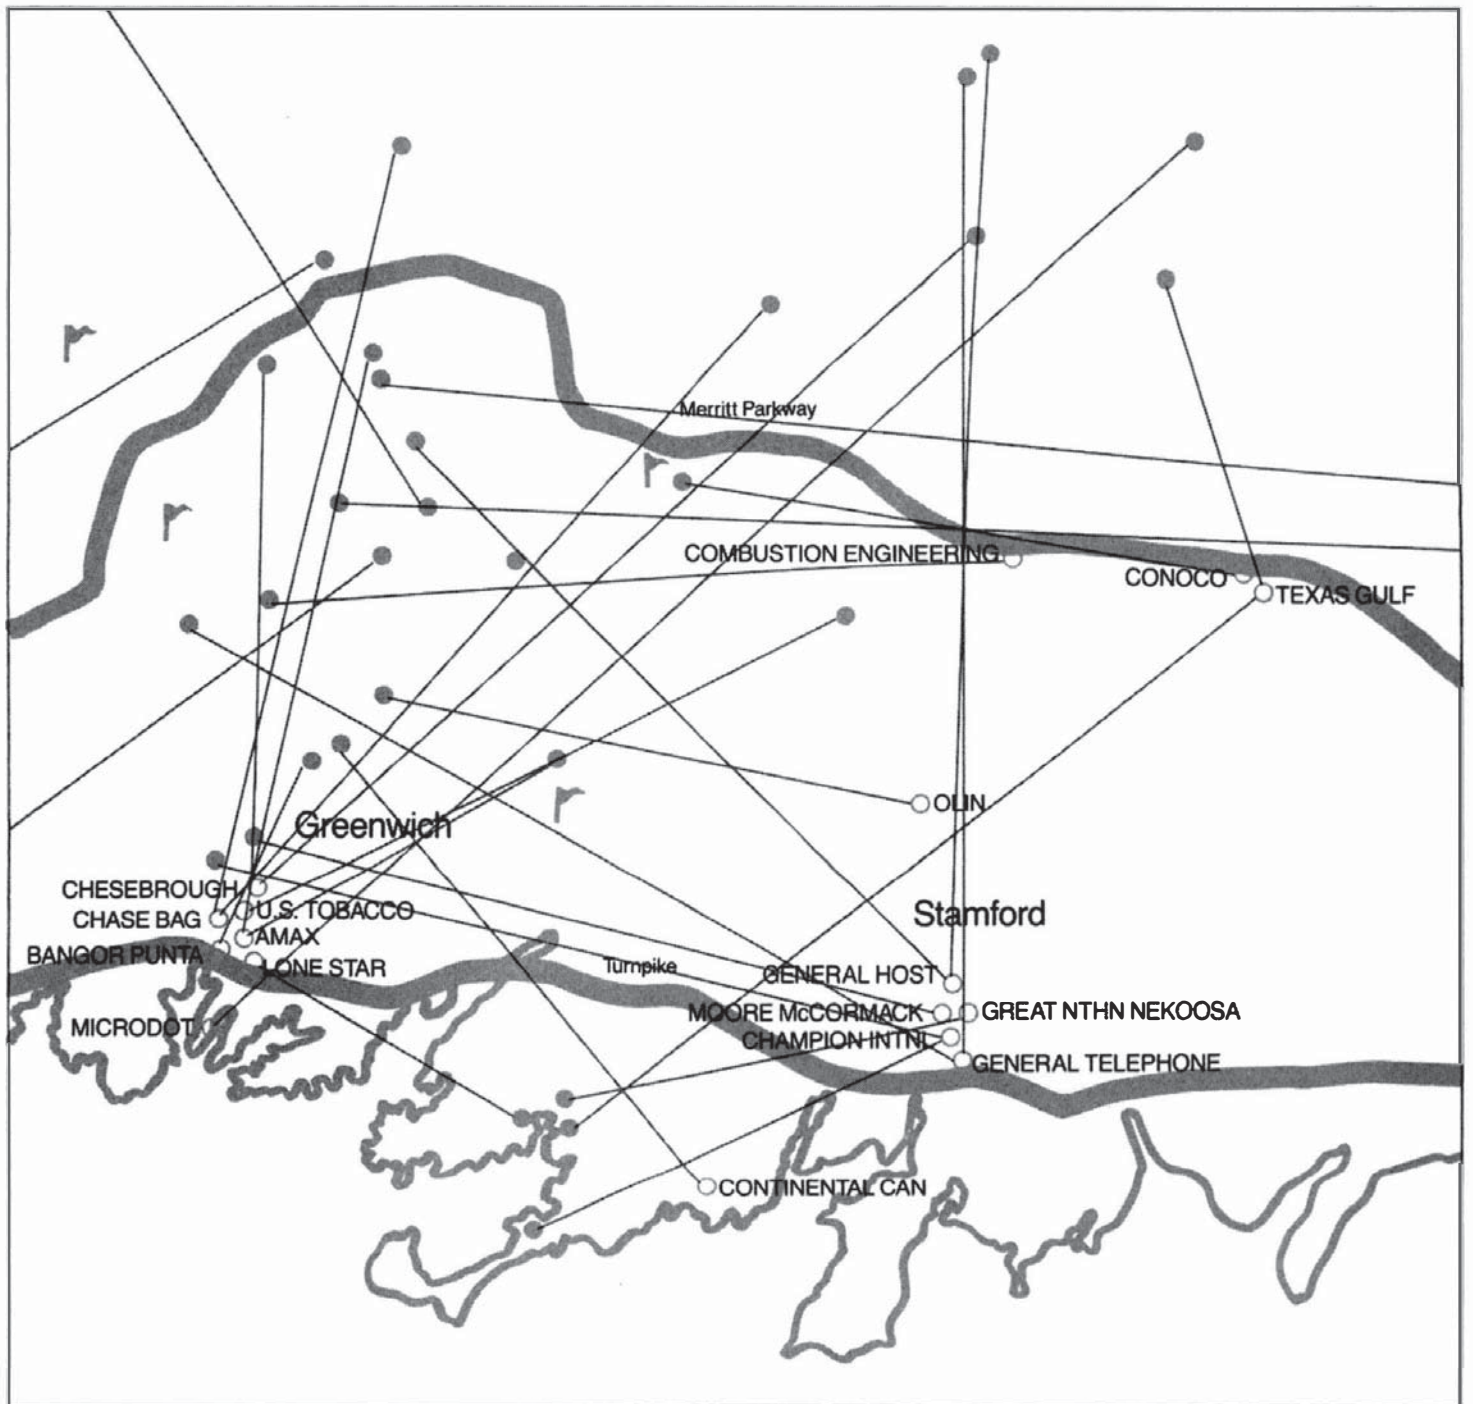 Merritt Parkway
COMBUSTION ENGINEERING
CONOCO
TEXAS GULF
OLIN
Greenwich
CHESEBROUGH
CHASE BAG
U.S. TOBACCO
AMAX
BANGOR PUNTA
LONE STAR
Stamford
Turnpike
GENERAL HOST
MOORE McCORMACK
GREAT NTHN NEKOOSA
MICRODOT
CHAMPION INTNL
GENERAL TELEPHONE
CONTINENTAL CAN